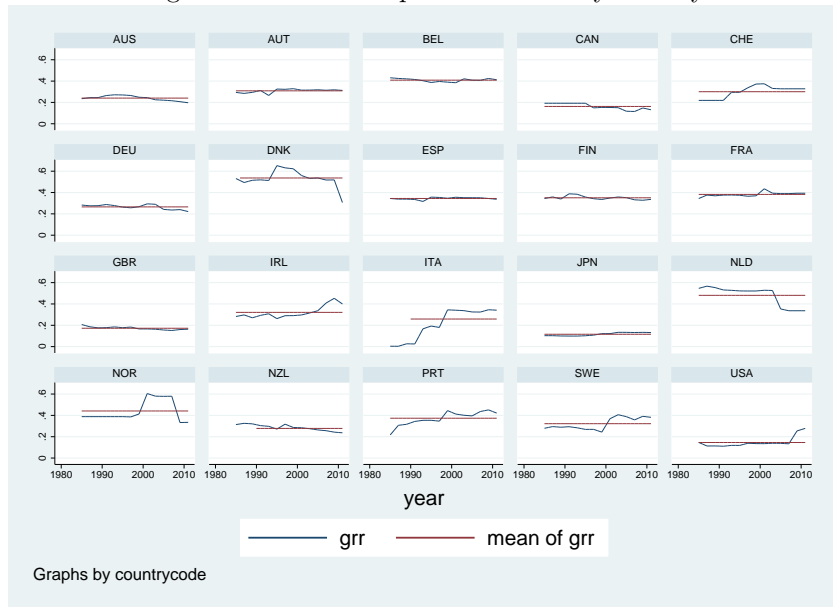 AUS AUT BEL CAN CHE
.6
.4
.2
0
DEU DNK ESP FIN FRA
.6
.4
.2
0
GBR IRL ITA JPN NLD
.6
.4
.2
0
NOR NZL PRT SWE USA
.6
.4
.2
0
1980 1990 2000 2010 1980 1990 2000 2010 1980 1990 2000 2010 1980 1990 2000 2010 1980 1990 2000 2010
year
grr mean of grr
Graphs by countrycode